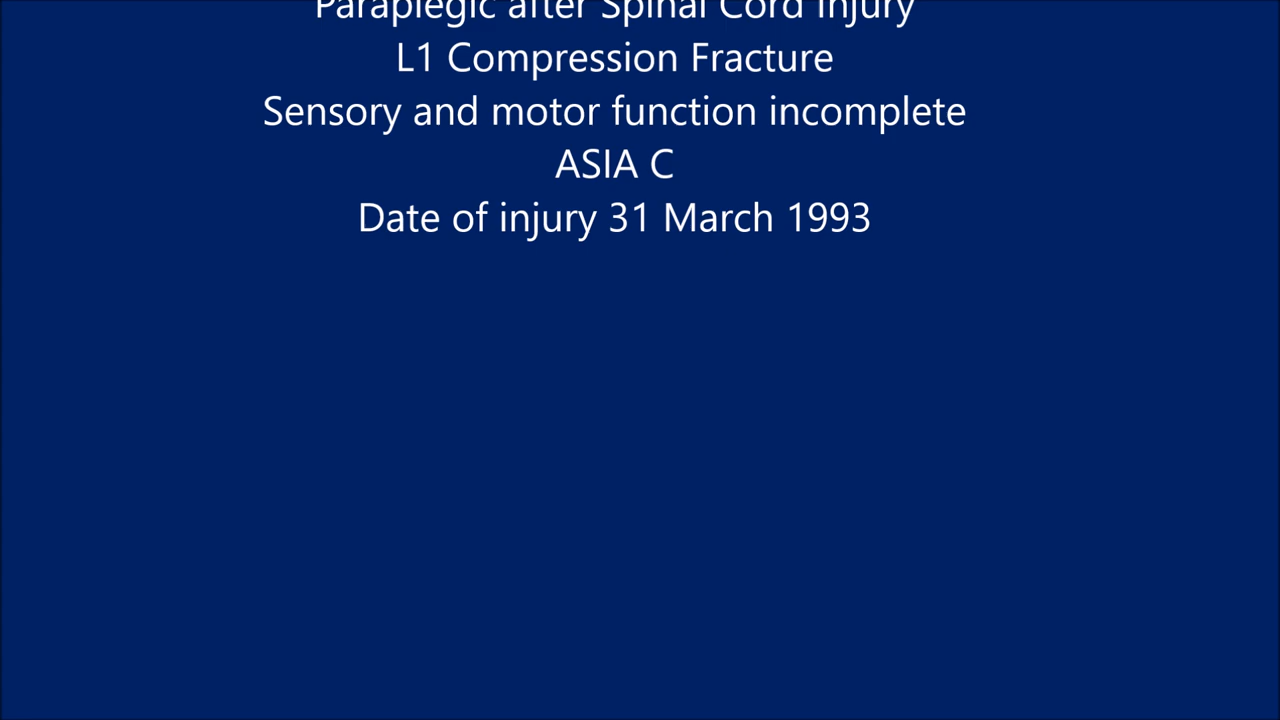 Paraplegic after Spinal Cord Injury
L1 Compression Fracture
Sensory and motor function incomplete
ASIA C
Date of injury 31 March 1993